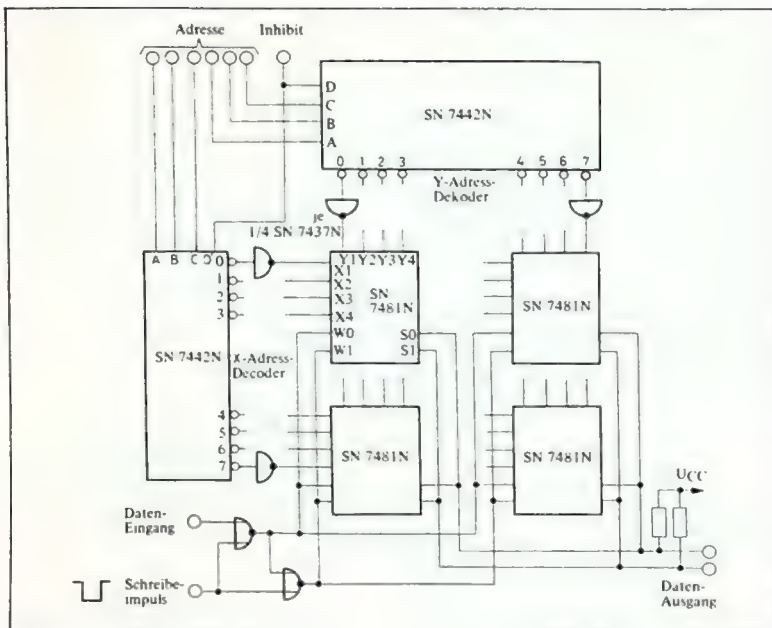 Adresse Inhibit
D
C
B
A
SN 7442N
0 1 2 3 4 5 6 7
Y-Adress-
Dekoder
je
1/4 SN 7437N
A B C D
0
1
2
3
SN 7442N
X-Adress-
Decoder
4
5
6
7
Y1 Y2 Y3 Y4
X1
X2
X3
X4
W0
W1
SN
7481N
S0
S1
SN 7481N
SN 7481N
SN 7481N
UCC
Daten-
Eingang
Schreibe-
impuls
Daten-
Ausgang